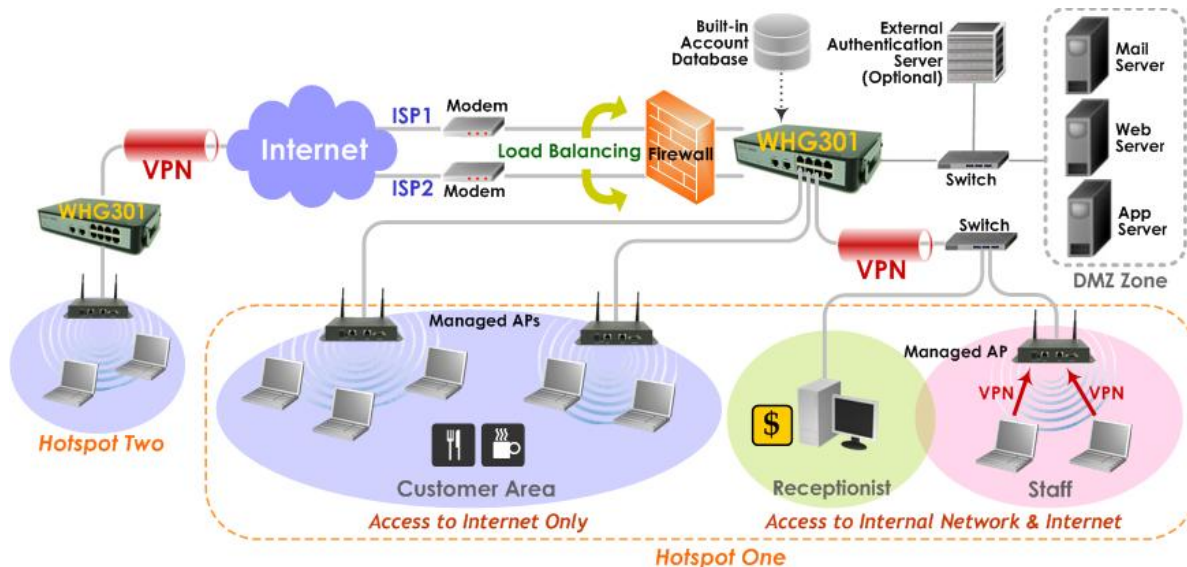 Built-in
Account
Database
External
Authentication
Server
(Optional)
Mail
Server
ISP1
Modem
WHG301
VPN
Internet
Load Balancing
Firewall
Web
Server
ISP2
Modem
Switch
WHG301
App
Server
Switch
VPN
DMZ Zone
Managed APs
Managed AP
VPN
VPN
$
Hotspot Two
Customer Area
Receptionist
Staff
Access to Internet Only
Access to Internal Network & Internet
Hotspot One